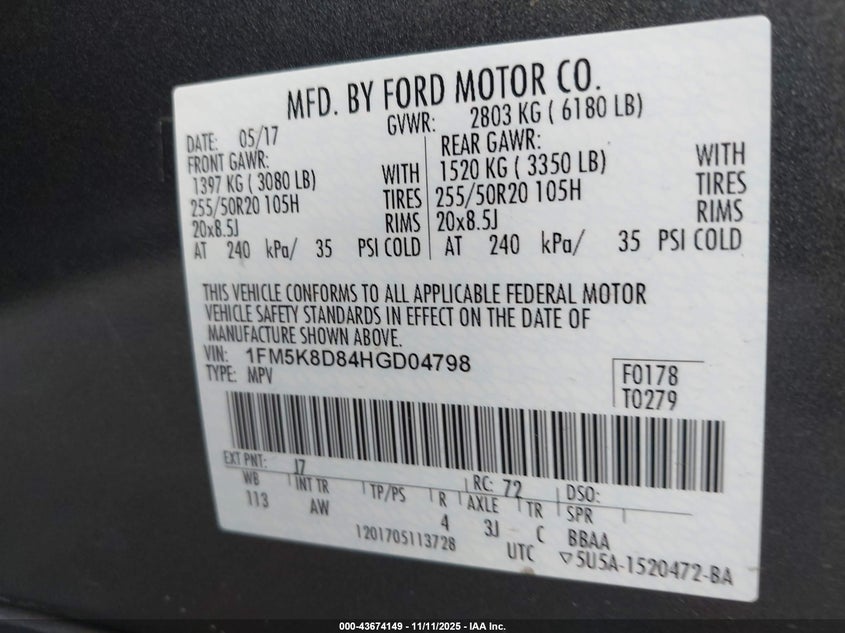 MFD. BY FORD MOTOR CO.
DATE: 05/17 GVWR: 2803 KG ( 6180 LB)
FRONT GAWR: REAR GAWR:
1397 KG ( 3080 LB) WITH 1520 KG ( 3350 LB) WITH
255/50R20 105H TIRES 255/50R20 105H TIRES
20x8.5J RIMS 20x8.5J RIMS
AT 240 kPa/ 35 PSI COLD AT 240 kPa/ 35 PSI COLD
THIS VEHICLE CONFORMS TO ALL APPLICABLE FEDERAL MOTOR
VEHICLE SAFETY STANDARDS IN EFFECT ON THE DATE OF
MANUFACTURE SHOWN ABOVE.
VIN: 1FM5K8D84HGD04798
TYPE: MPV
F0178
T0279
EXT PNT: J7 RC: 72 DSO:
WB INT TR TP/PS R AXLE TR SPR
113 AW 4 3J C BBAA
1201705113728 UTC ▽5U5A-1520472-BA
000-43674149 - 11/11/2025 - IAA Inc.